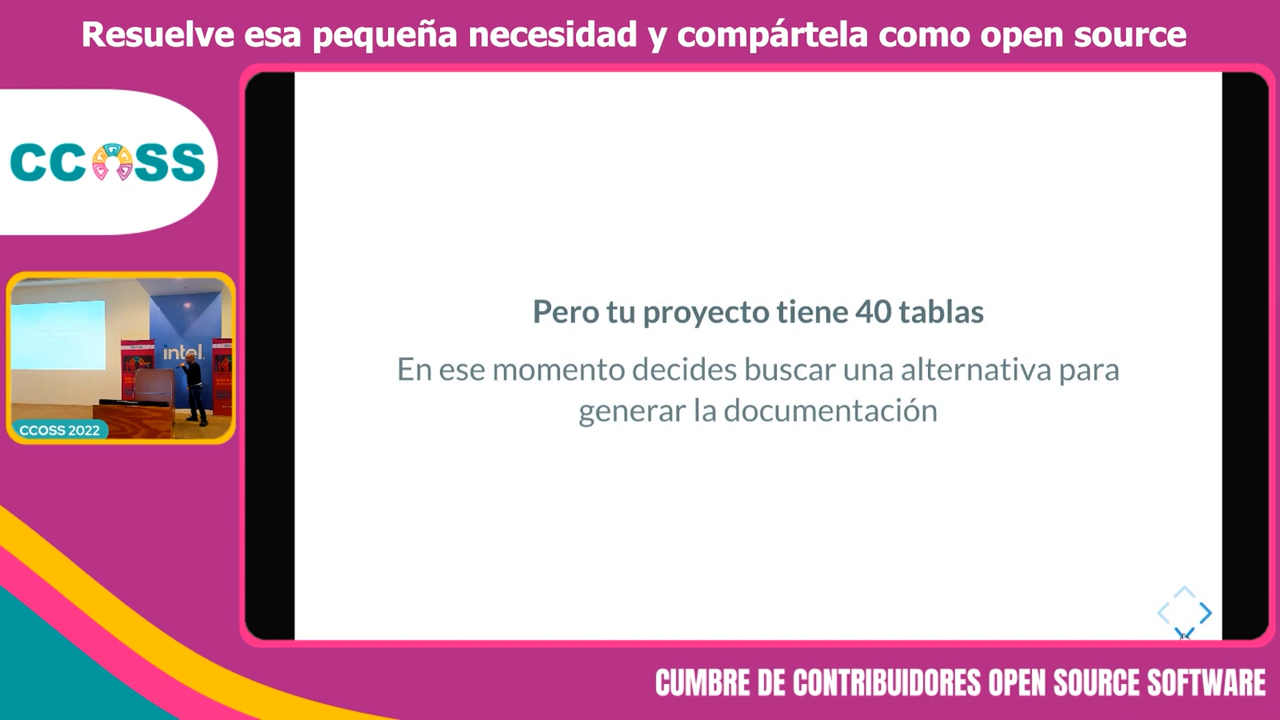 Resuelve esa pequeña necesidad y compártela como open source
CCOSS
Pero tu proyecto tiene 40 tablas
En ese momento decides buscar una alternativa para
generar la documentación
intel.
CCOSS 2022
CUMBRE DE CONTRIBUIDORES OPEN SOURCE SOFTWARE